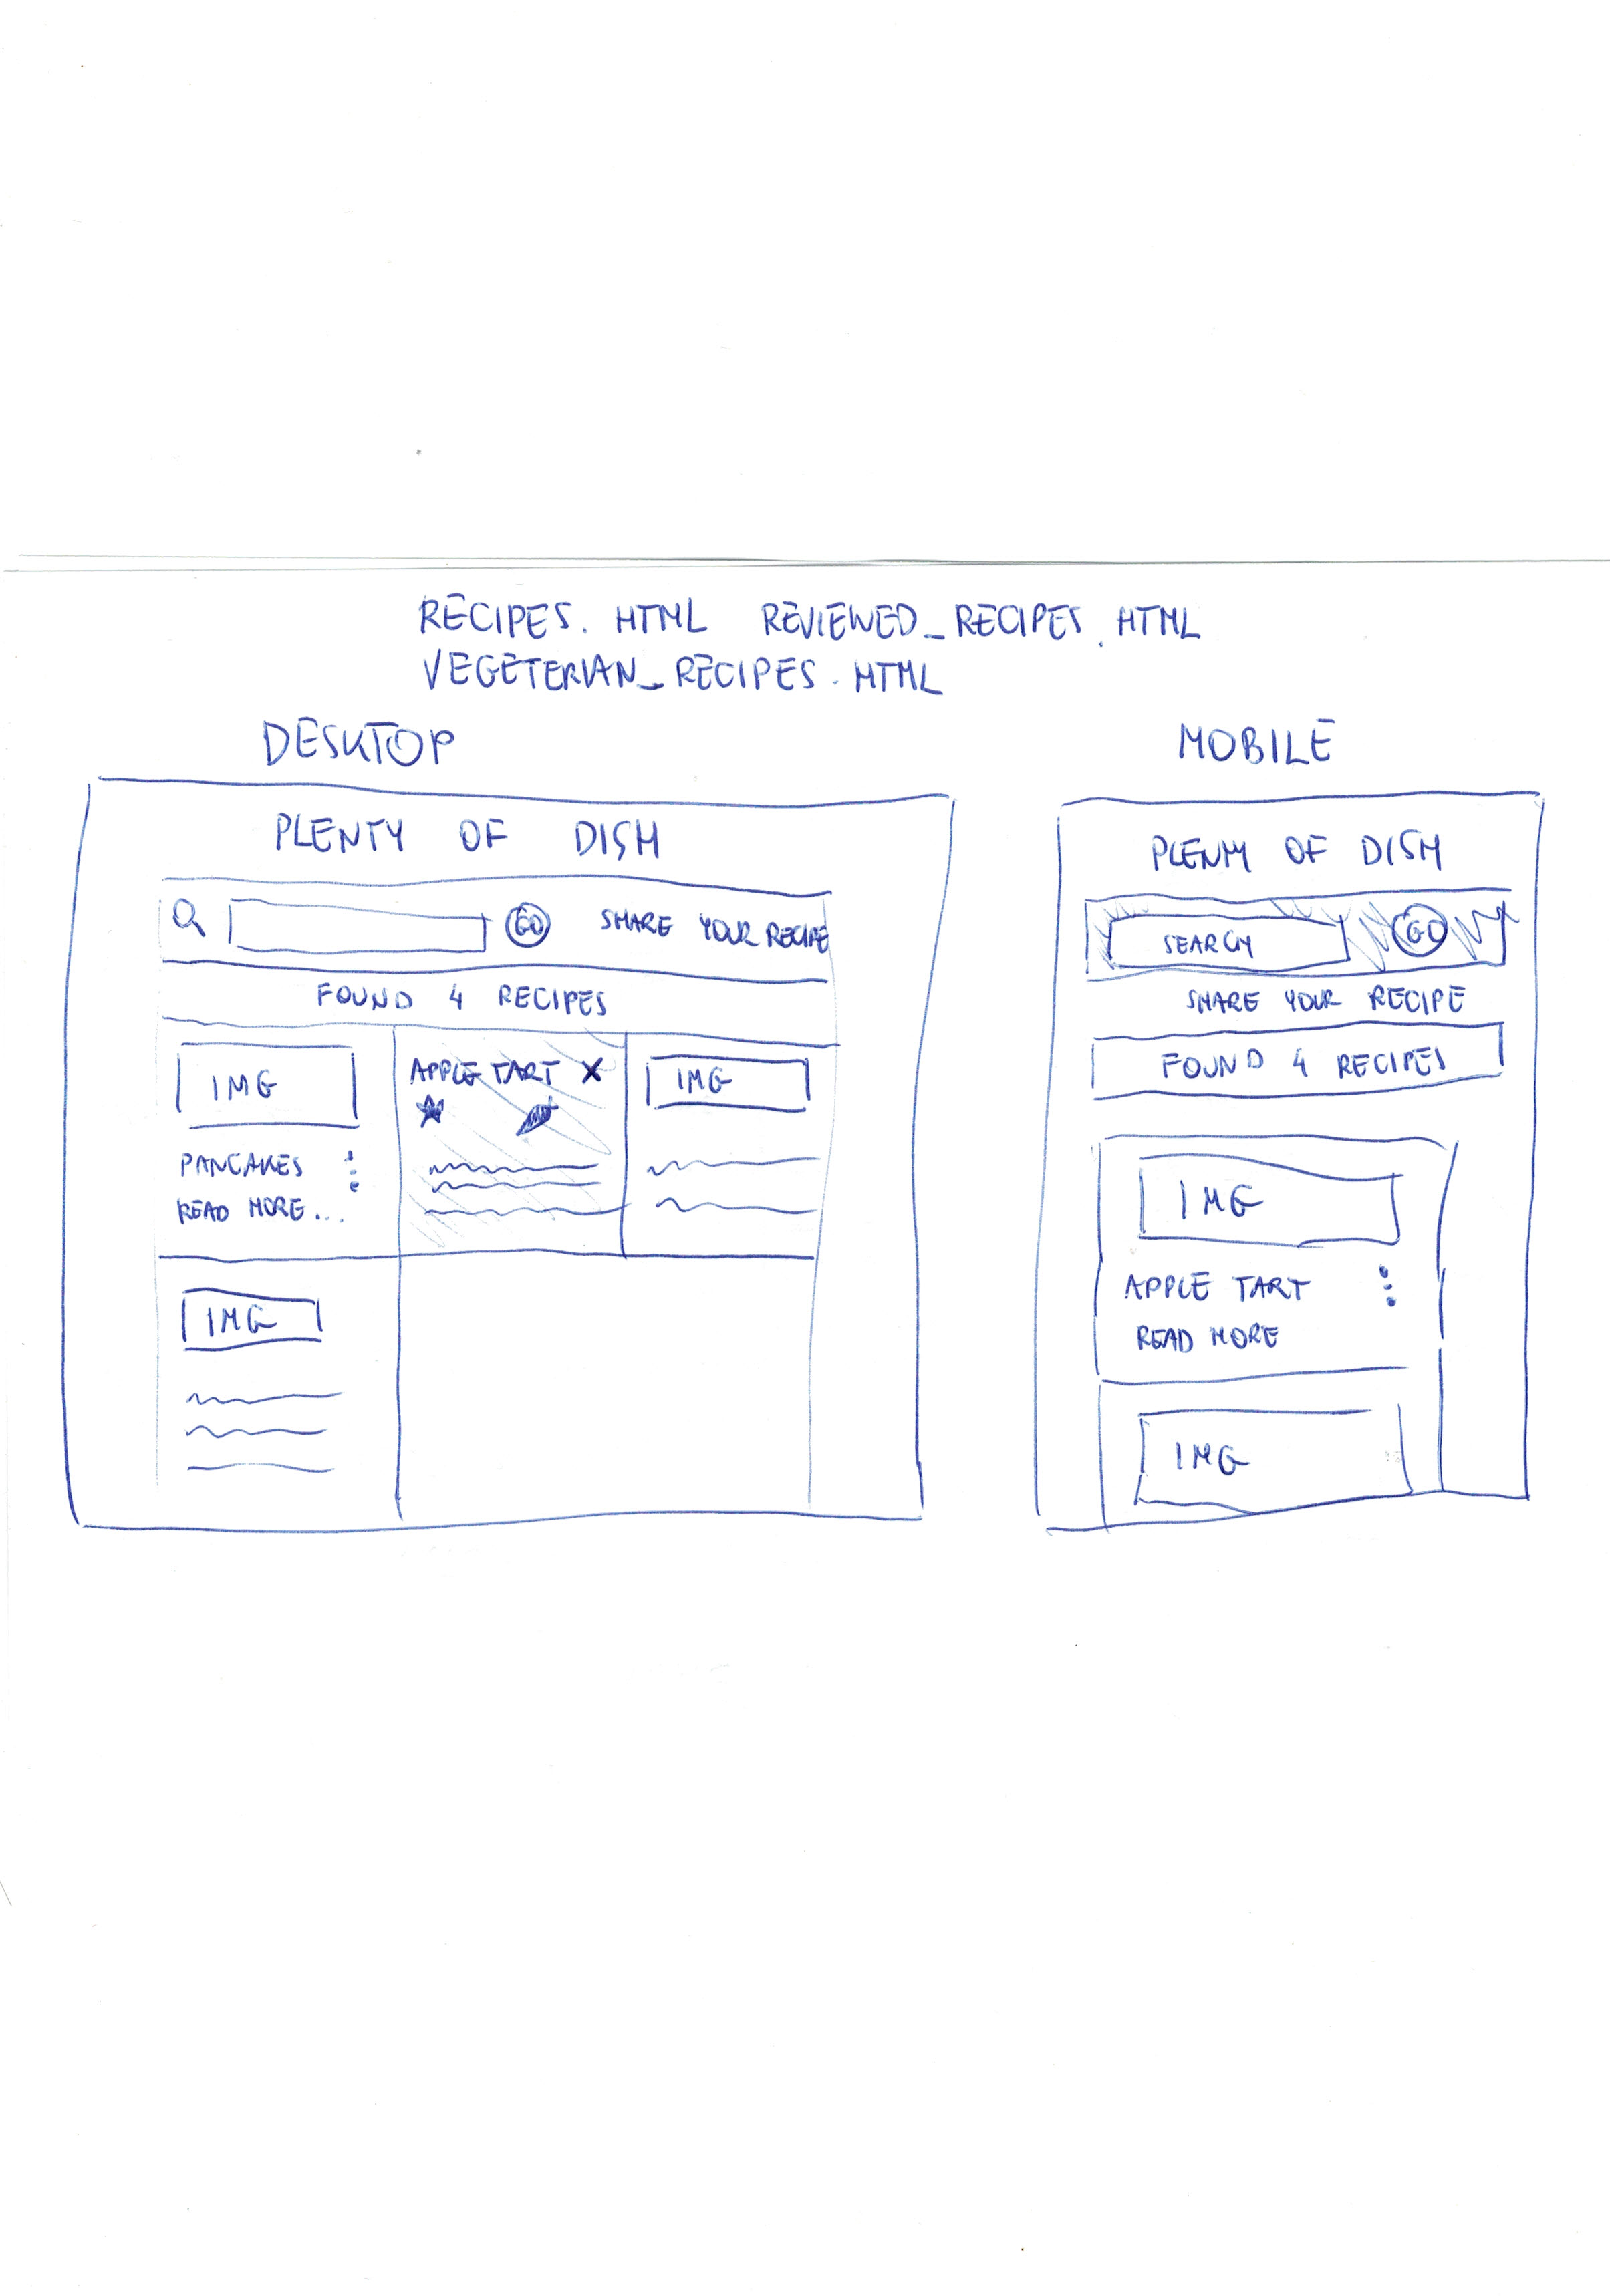 RECIPES. HTML REVIEWED_RECIPES.HTML
VEGETERIAN_RECIPES.HTML
DESKTOP
PLENTY OF DISH
GO SHARE YOUR RECIPE
FOUND 4 RECIPES
IMG
PANCAKES
READ MORE...
APPLE TART X
IMG
IMG
MOBILE
PLENTY OF DISH
SEARCH GO
SHARE YOUR RECIPE
FOUND 4 RECIPES
IMG
APPLE TART
READ MORE
IMG